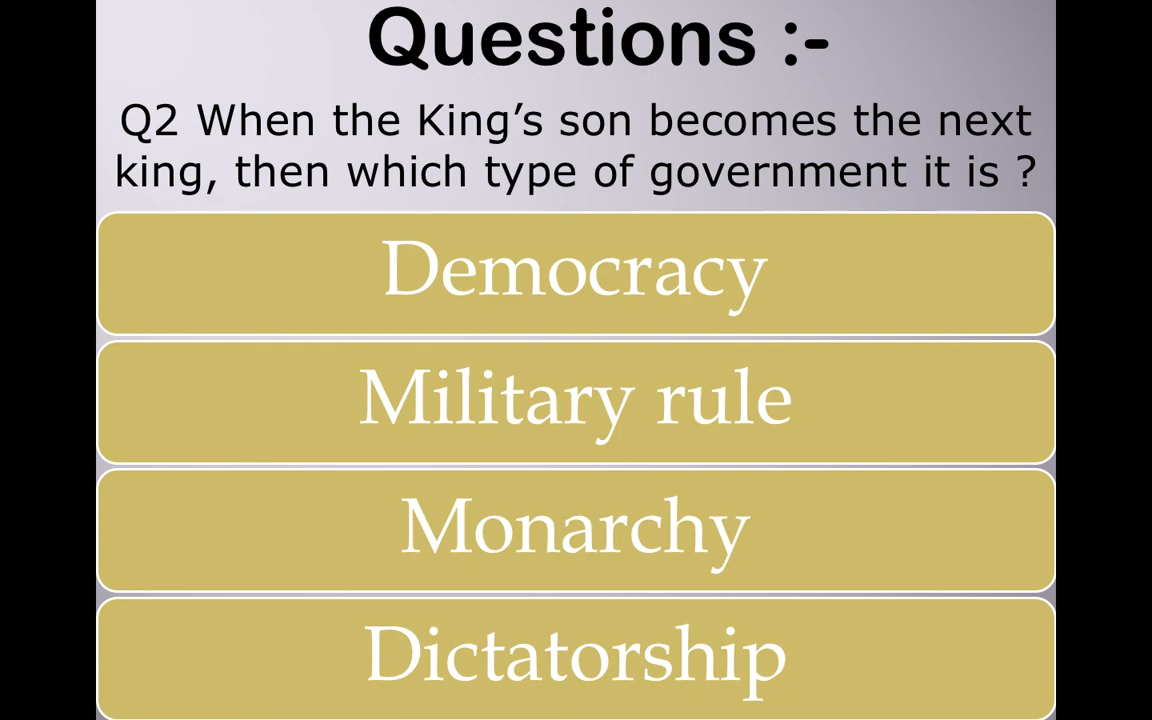 Questions :-
Q2 When the King’s son becomes the next
king, then which type of government it is ?
Democracy
Military rule
Monarchy
Dictatorship